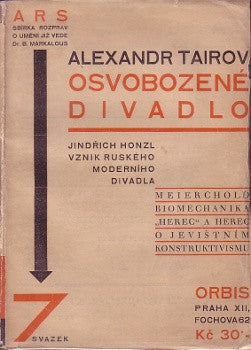 ARS
SBÍRKA ROZPRAV
O UMĚNÍ JIŽ VEDE
Dr. B. MARKALOUS
ALEXANDR TAIROV
OSVOBOZENÉ
DIVADLO
JINDŘICH HONZL
VZNIK RUSKÉHO
MODERNÍHO
DIVADLA
MEIERCHOLD
BIOMECHANIKA
„HEREC" A HEREC
O JEVIŠTNÍM
KONSTRUKTIVISMU
7
SVAZEK
ORBIS
PRAHA XII,
FOCHOVA 62
Kč 30·-